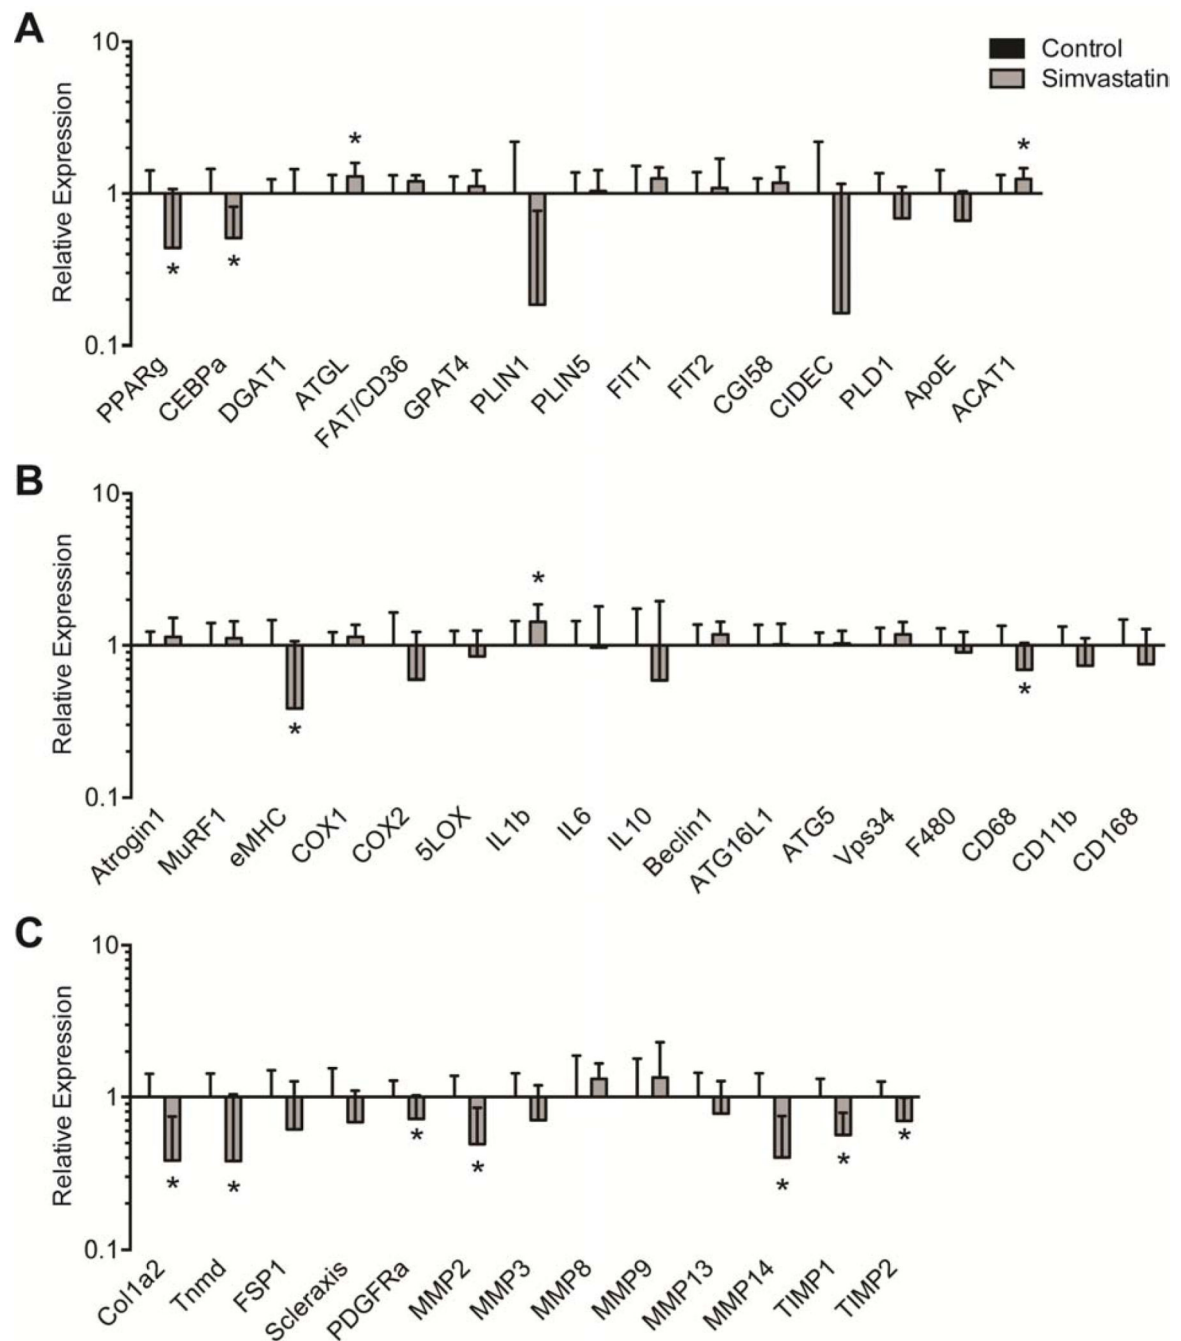 A
10
Control
Simvastatin
*
*
Relative Expression
1
*
*
0.1
PPARg
CEBPa
DGAT1
ATGL
FAT/CD36
GPAT4
PLIN1
PLIN5
FIT1
FIT2
CGI58
CIDEC
PLD1
ApoE
ACAT1
B
10
*
Relative Expression
1
*
*
0.1
Atrogin1
MuRF1
eMHC
COX1
COX2
5LOX
IL1b
IL6
IL10
Beclin1
ATG16L1
ATG5
Vps34
F480
CD68
CD11b
CD168
C
10
Relative Expression
1
*
*
*
*
*
*
*
0.1
Col1a2
Tnmd
FSP1
Scleraxis
PDGFRa
MMP2
MMP3
MMP8
MMP9
MMP13
MMP14
TIMP1
TIMP2